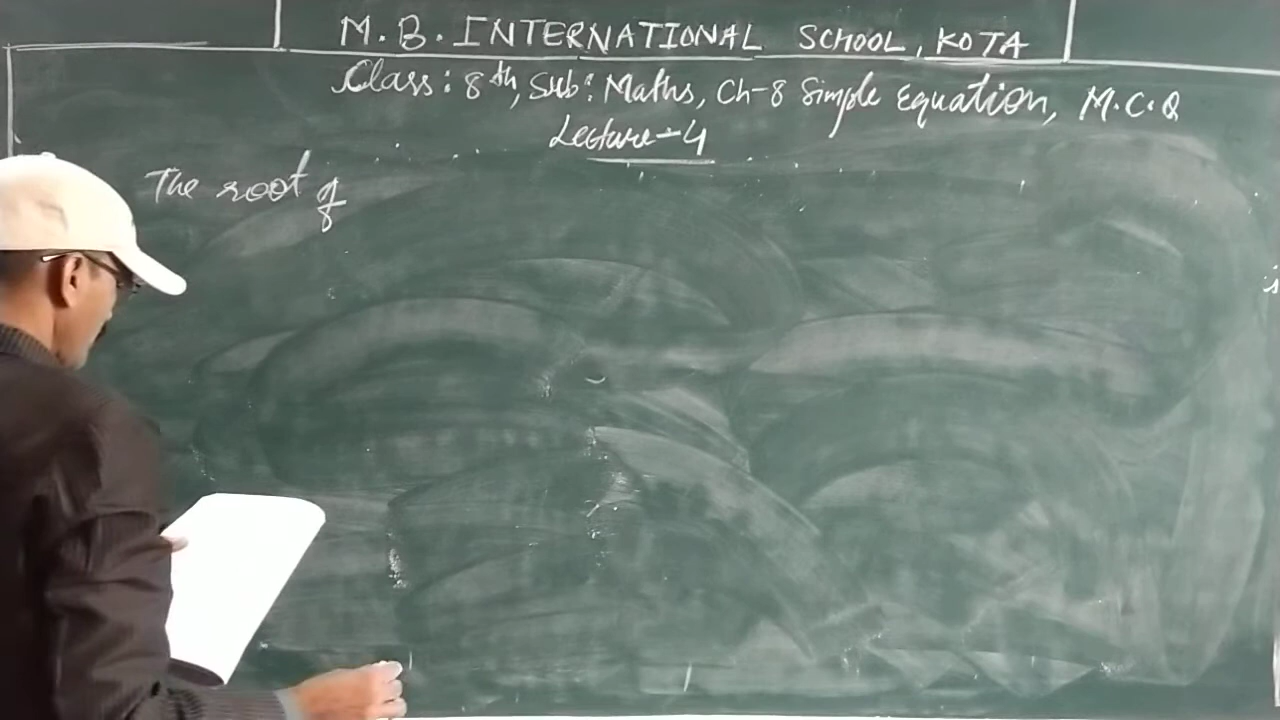 M.B. INTERNATIONAL SCHOOL, KOTA
Class: 8th, Sub: Maths, Ch-8 Simple Equation, M.C.Q
Lecture-4
The root of